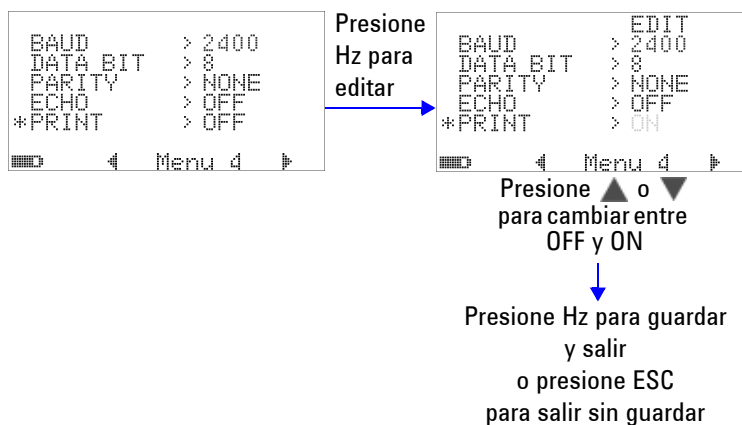 BAUD > 2400
DATA BIT > 8
PARITY > NONE
ECHO > OFF
*PRINT > OFF
Menu 4
Presione
Hz para
editar
EDIT
BAUD > 2400
DATA BIT > 8
PARITY > NONE
ECHO > OFF
*PRINT > ON
Menu 4
Presione ▲ o ▼
para cambiar entre
OFF y ON
Presione Hz para guardar
y salir
o presione ESC
para salir sin guardar